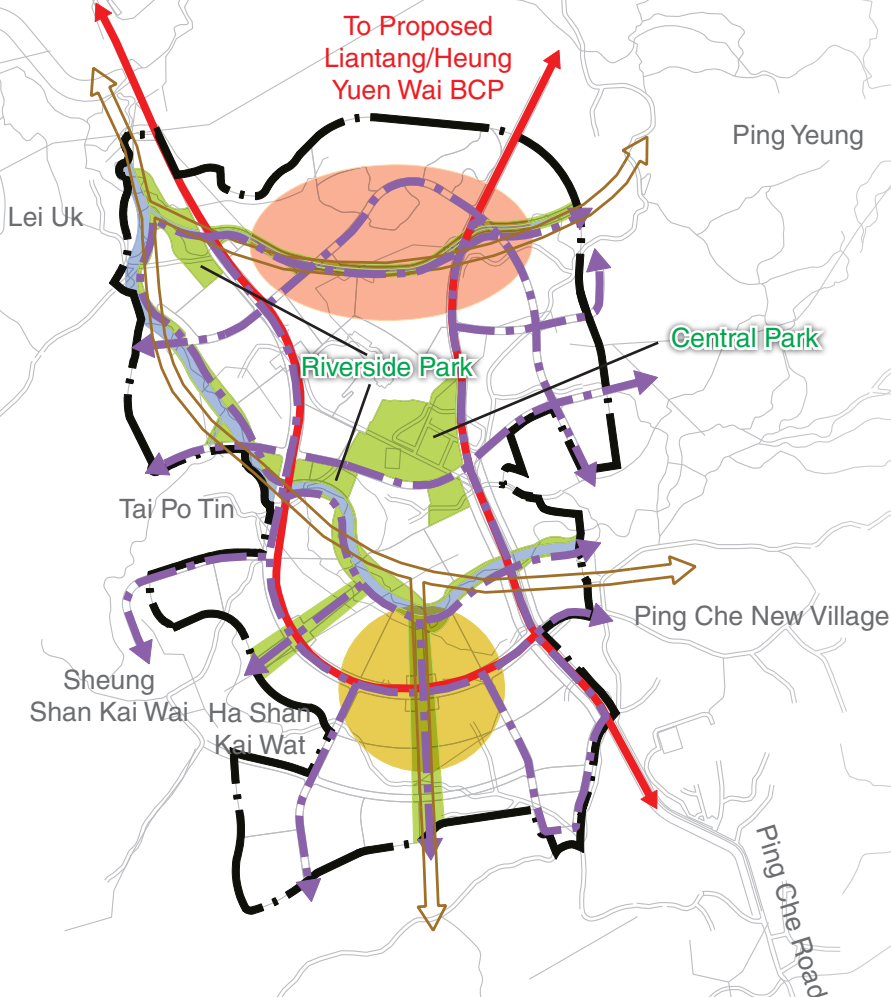 To Proposed
Liantang/Heung
Yuen Wai BCP
Ping Yeung
Lei Uk
Central Park
Riverside Park
Tai Po Tin
Ping Che New Village
Sheung
Shan Kai Wai
Ha Shan
Kai Wat
Ping Che Road